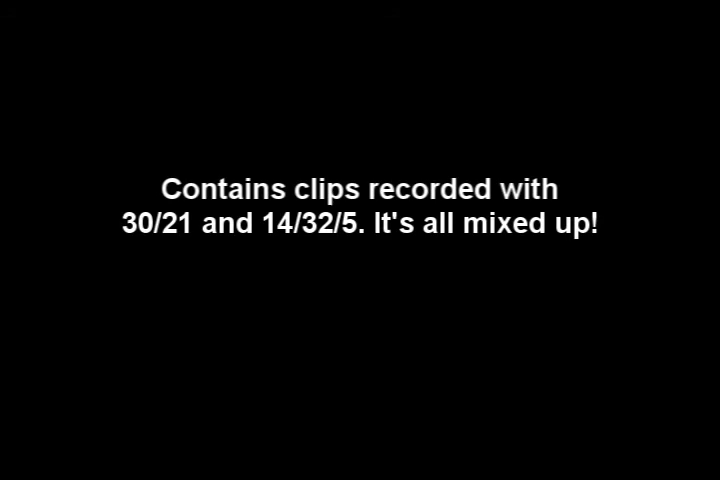 Contains clips recorded with
30/21 and 14/32/5. It's all mixed up!